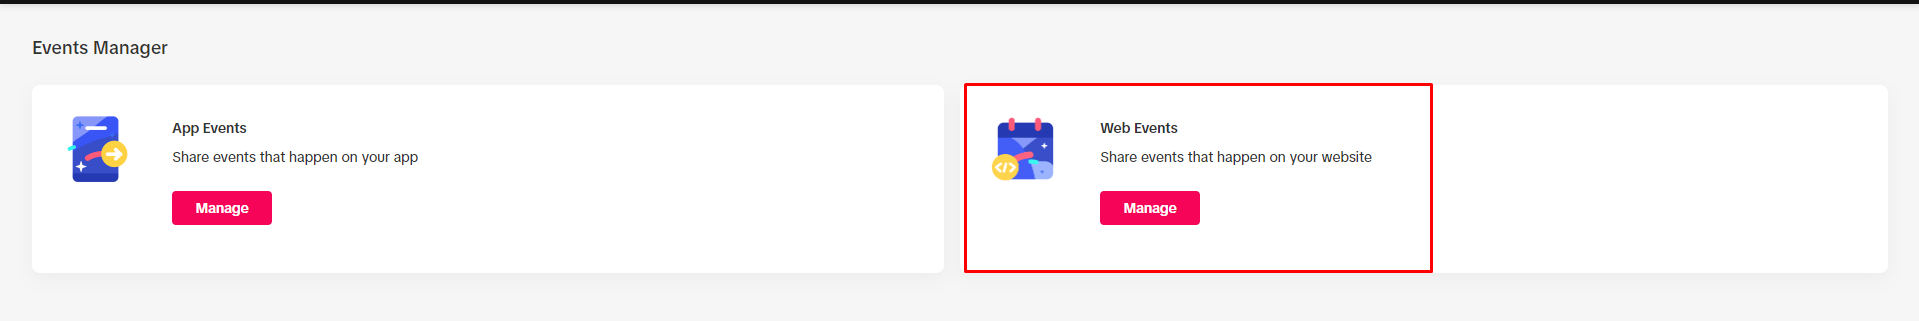 Events Manager
App Events
Share events that happen on your app
Manage
Web Events
Share events that happen on your website
Manage